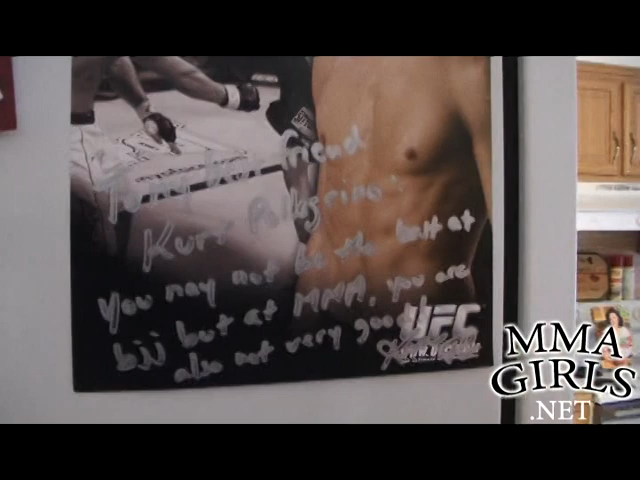 To my best friend
Kurt Pellegrino:
You may not be the best at
bjj but at MMA, you are
also not very good!
UFC
MMA
GIRLS
.NET